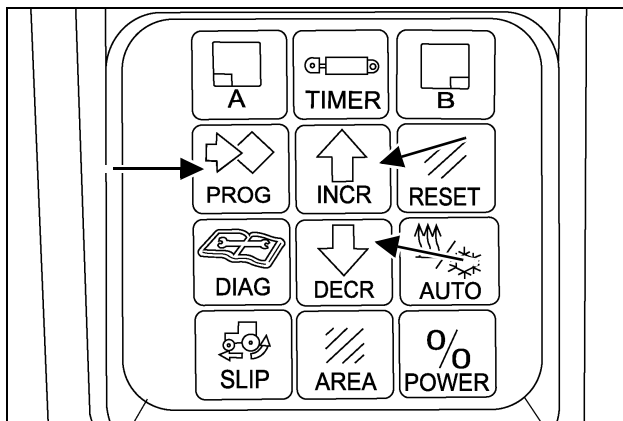 A TIMER B
PROG INCR RESET
DIAG DECR AUTO
SLIP AREA % POWER